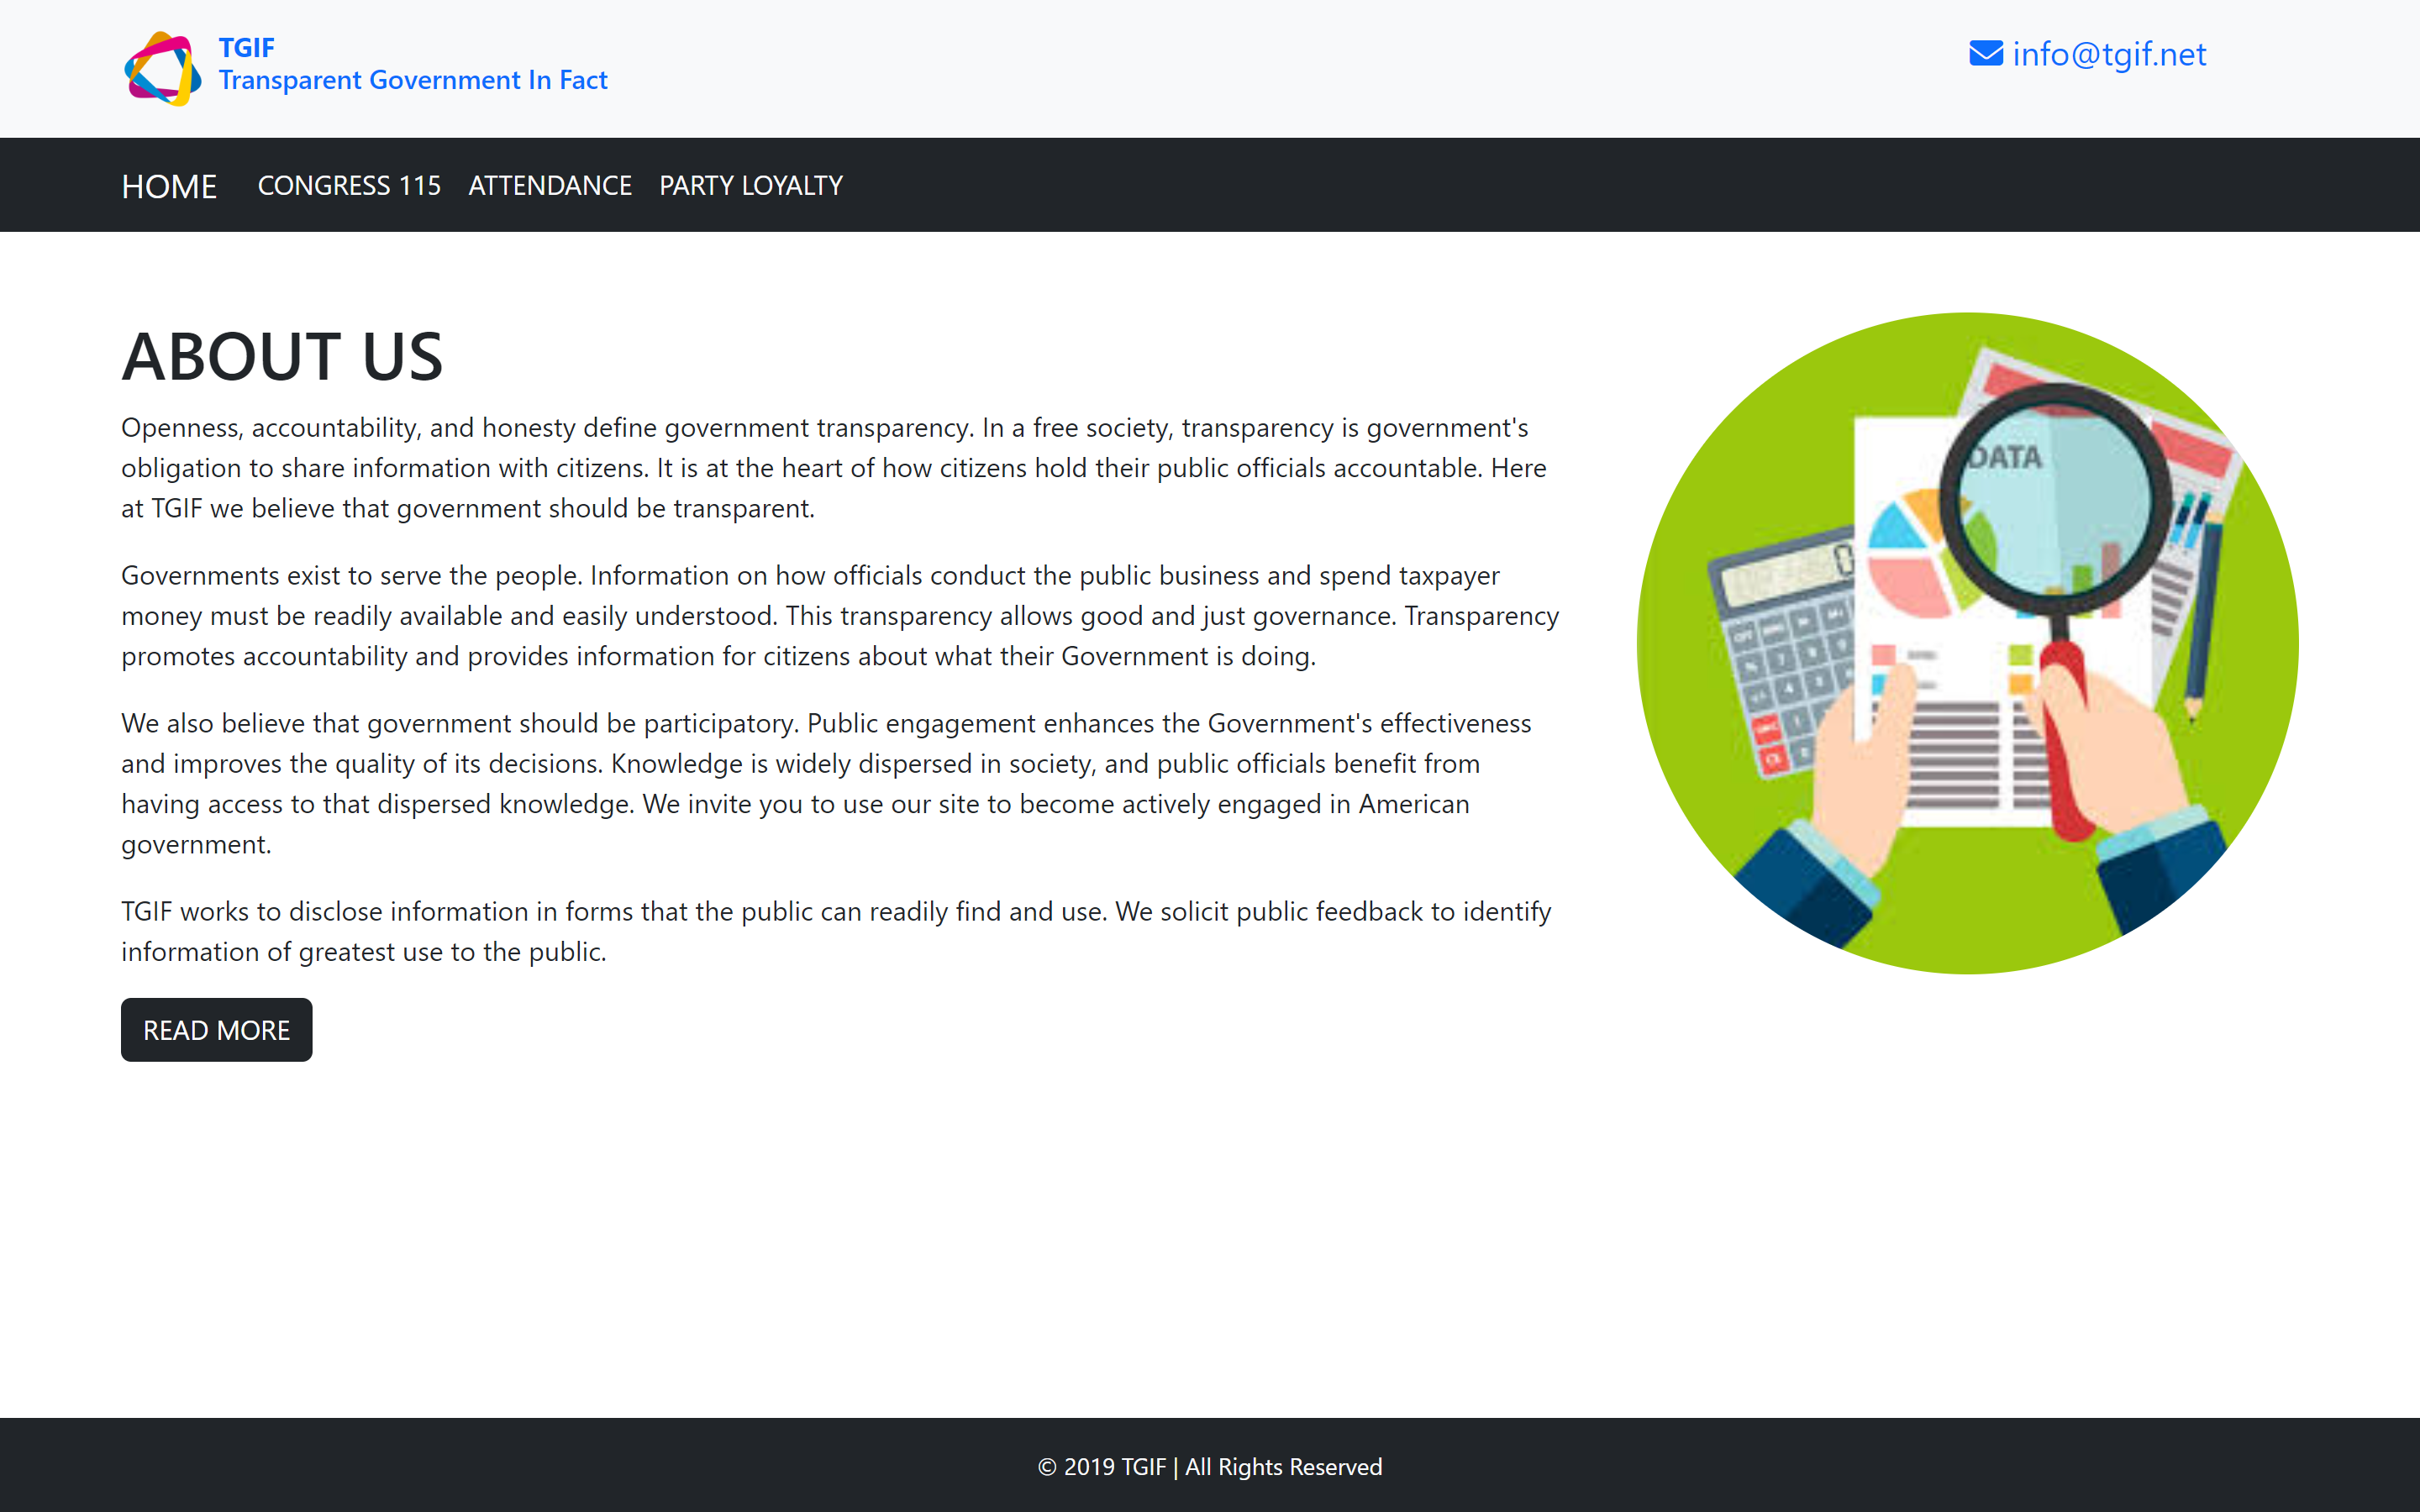 TGIF
Transparent Government In Fact
info@tgif.net
HOME CONGRESS 115 ATTENDANCE PARTY LOYALTY
ABOUT US
Openness, accountability, and honesty define government transparency. In a free society, transparency is government's
obligation to share information with citizens. It is at the heart of how citizens hold their public officials accountable. Here
at TGIF we believe that government should be transparent.
Governments exist to serve the people. Information on how officials conduct the public business and spend taxpayer
money must be readily available and easily understood. This transparency allows good and just governance. Transparency
promotes accountability and provides information for citizens about what their Government is doing.
We also believe that government should be participatory. Public engagement enhances the Government's effectiveness
and improves the quality of its decisions. Knowledge is widely dispersed in society, and public officials benefit from
having access to that dispersed knowledge. We invite you to use our site to become actively engaged in American
government.
TGIF works to disclose information in forms that the public can readily find and use. We solicit public feedback to identify
information of greatest use to the public.
READ MORE
DATA
0
© 2019 TGIF | All Rights Reserved